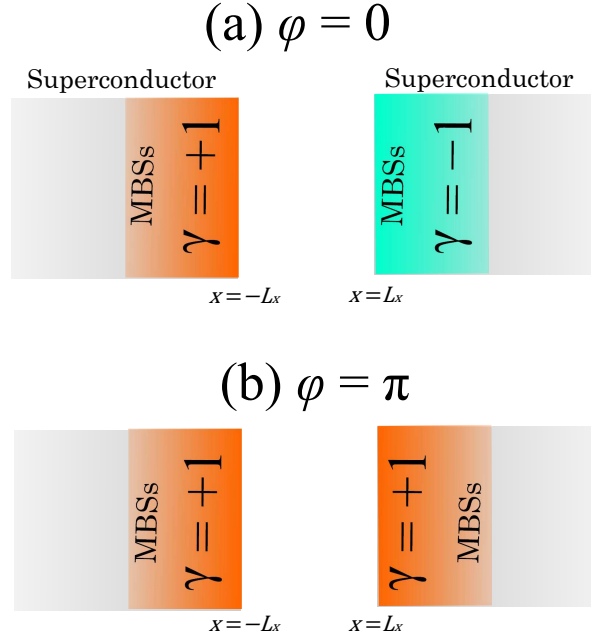 (a) φ = 0
Superconductor Superconductor
MBSs
γ = +1
MBSs
γ = −1
x = −Lx x = Lx
(b) φ = π
MBSs
γ = +1
γ = +1
MBSs
x = −Lx x = Lx